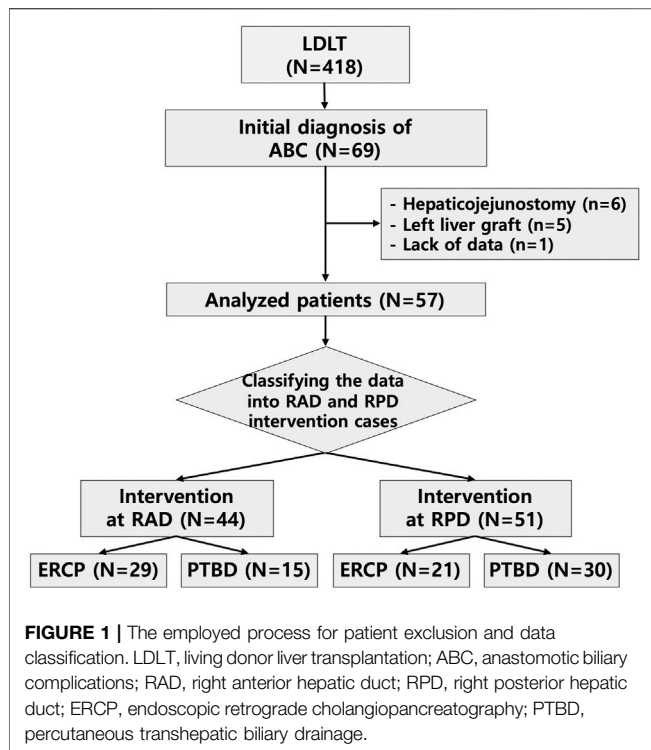 LDLT
(N=418)
Initial diagnosis of
ABC (N=69)
- Hepaticojejunostomy (n=6)
- Left liver graft (n=5)
- Lack of data (n=1)
Analyzed patients (N=57)
Classifying the data
into RAD and RPD
intervention cases
Intervention
at RAD (N=44)
Intervention
at RPD (N=51)
ERCP (N=29)
PTBD (N=15)
ERCP (N=21)
PTBD (N=30)
FIGURE 1 | The employed process for patient exclusion and data
classification. LDLT, living donor liver transplantation; ABC, anastomotic biliary
complications; RAD, right anterior hepatic duct; RPD, right posterior hepatic
duct; ERCP, endoscopic retrograde cholangiopancreatography; PTBD,
percutaneous transhepatic biliary drainage.